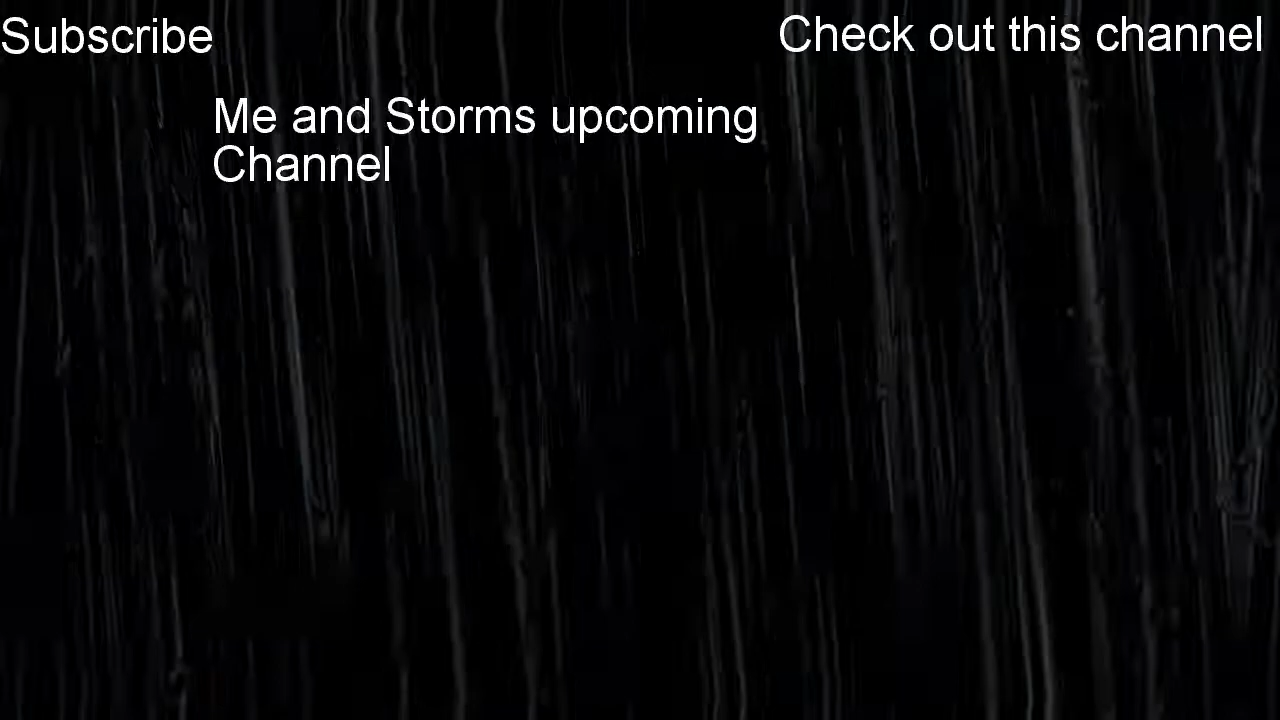 Subscribe
Check out this channel
Me and Storms upcoming
Channel